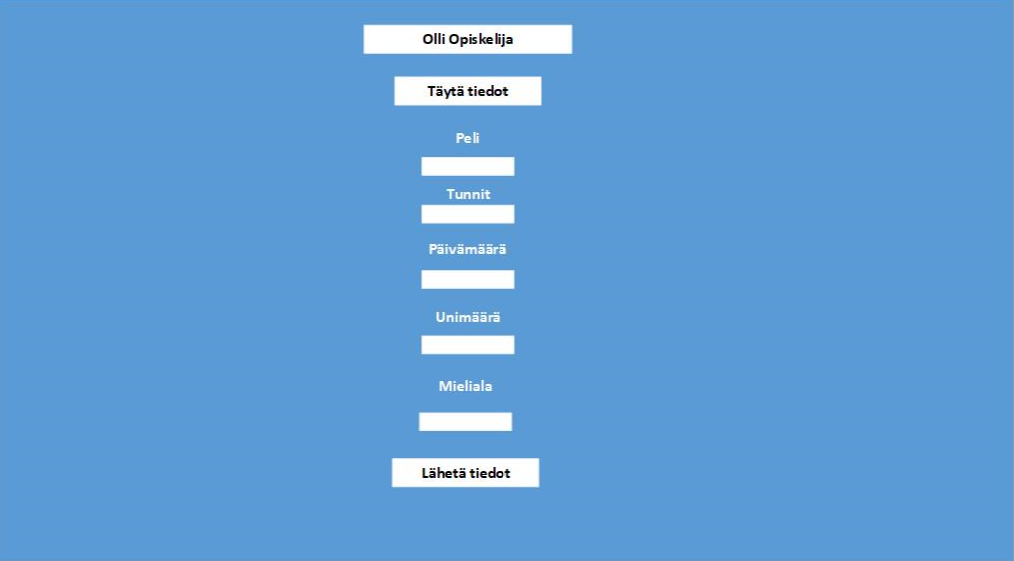 Olli Opiskelija
Täytä tiedot
Peli
Tunnit
Päivämäärä
Unimäärä
Mieliala
Lähetä tiedot